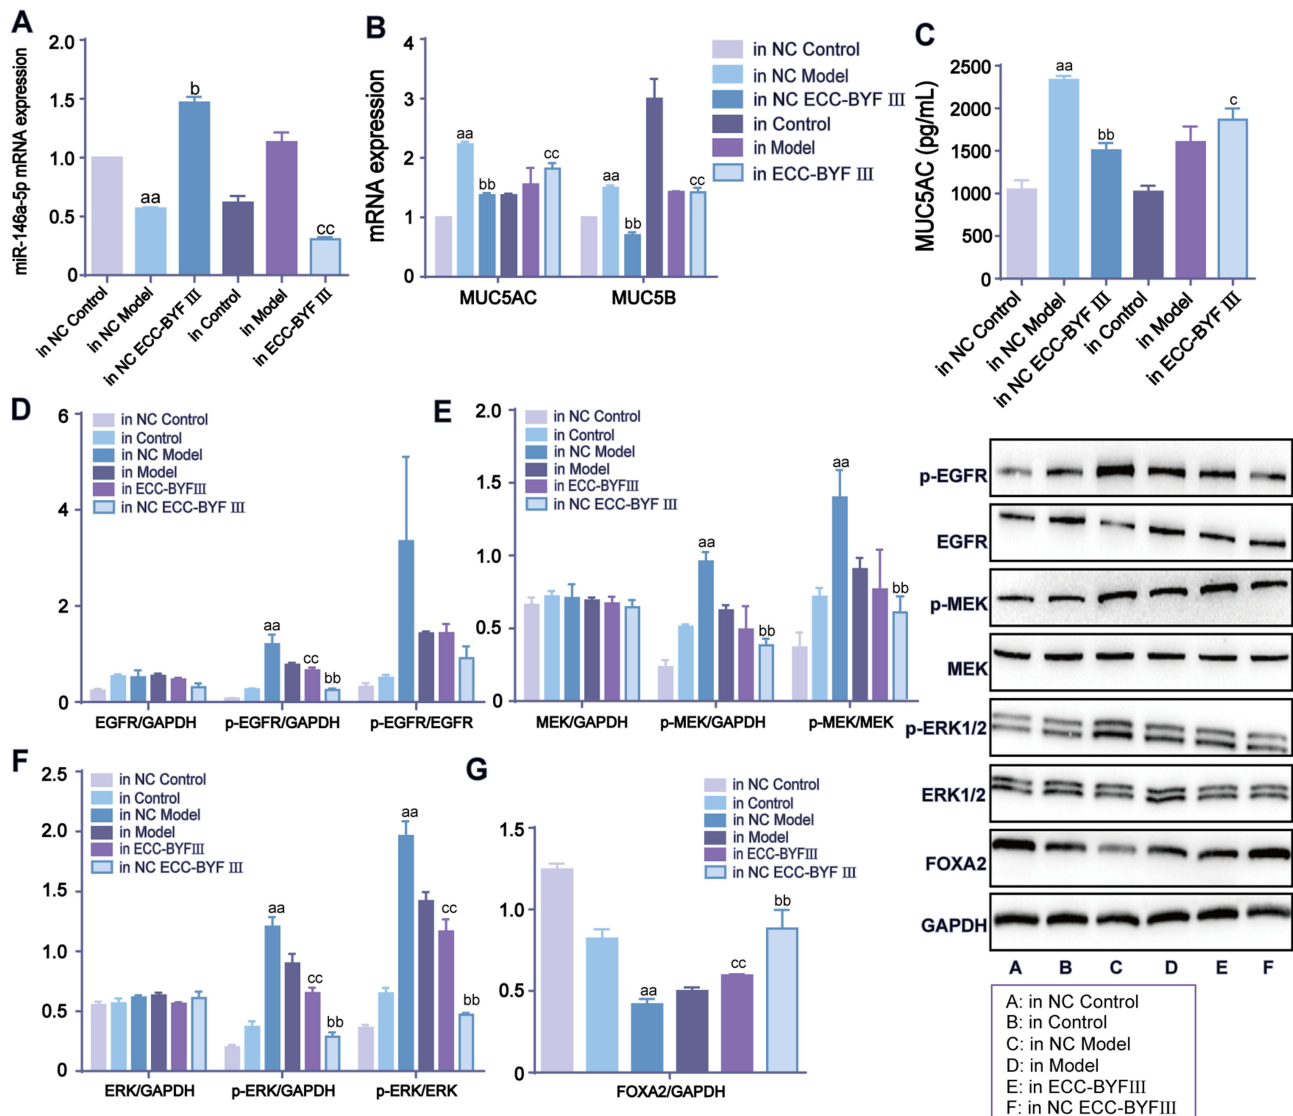 A
miR-146a-5p mRNA expression
2.0
1.5
1.0
0.5
0
aa
b
cc
in NC Control
in NC Model
in NC ECC-BYF III
in Control
in Model
in ECC-BYF III
B
mRNA expression
4
3
2
1
0
aa
bb
cc
aa
bb
cc
MUC5AC
MUC5B
in NC Control
in NC Model
in NC ECC-BYF III
in Control
in Model
in ECC-BYF III
C
MUC5AC (pg/mL)
2500
2000
1500
1000
500
0
aa
bb
c
in NC Control
in NC Model
in NC ECC-BYF III
in Control
in Model
in ECC-BYF III
D
6
4
2
0
in NC Control
in Control
in NC Model
in Model
in ECC-BYFIII
in NC ECC-BYF III
aa
cc
bb
EGFR/GAPDH
p-EGFR/GAPDH
p-EGFR/EGFR
E
2.0
1.5
1.0
0.5
0
in NC Control
in Control
in NC Model
in Model
in ECC-BYFIII
in NC ECC-BYF III
aa
bb
aa
bb
MEK/GAPDH
p-MEK/GAPDH
p-MEK/MEK
F
2.5
2.0
1.5
1.0
0.5
0
in NC Control
in Control
in NC Model
in Model
in ECC-BYFIII
in NC ECC-BYF III
aa
cc
bb
aa
cc
bb
ERK/GAPDH
p-ERK/GAPDH
p-ERK/ERK
G
1.5
1.0
0.5
0
in NC Control
in Control
in NC Model
in Model
in ECC-BYFIII
in NC ECC-BYF III
aa
cc
bb
FOXA2/GAPDH
p-EGFR
EGFR
p-MEK
MEK
p-ERK1/2
ERK1/2
FOXA2
GAPDH
A B C D E F
A: in NC Control
B: in Control
C: in NC Model
D: in Model
E: in ECC-BYFIII
F: in NC ECC-BYFIII